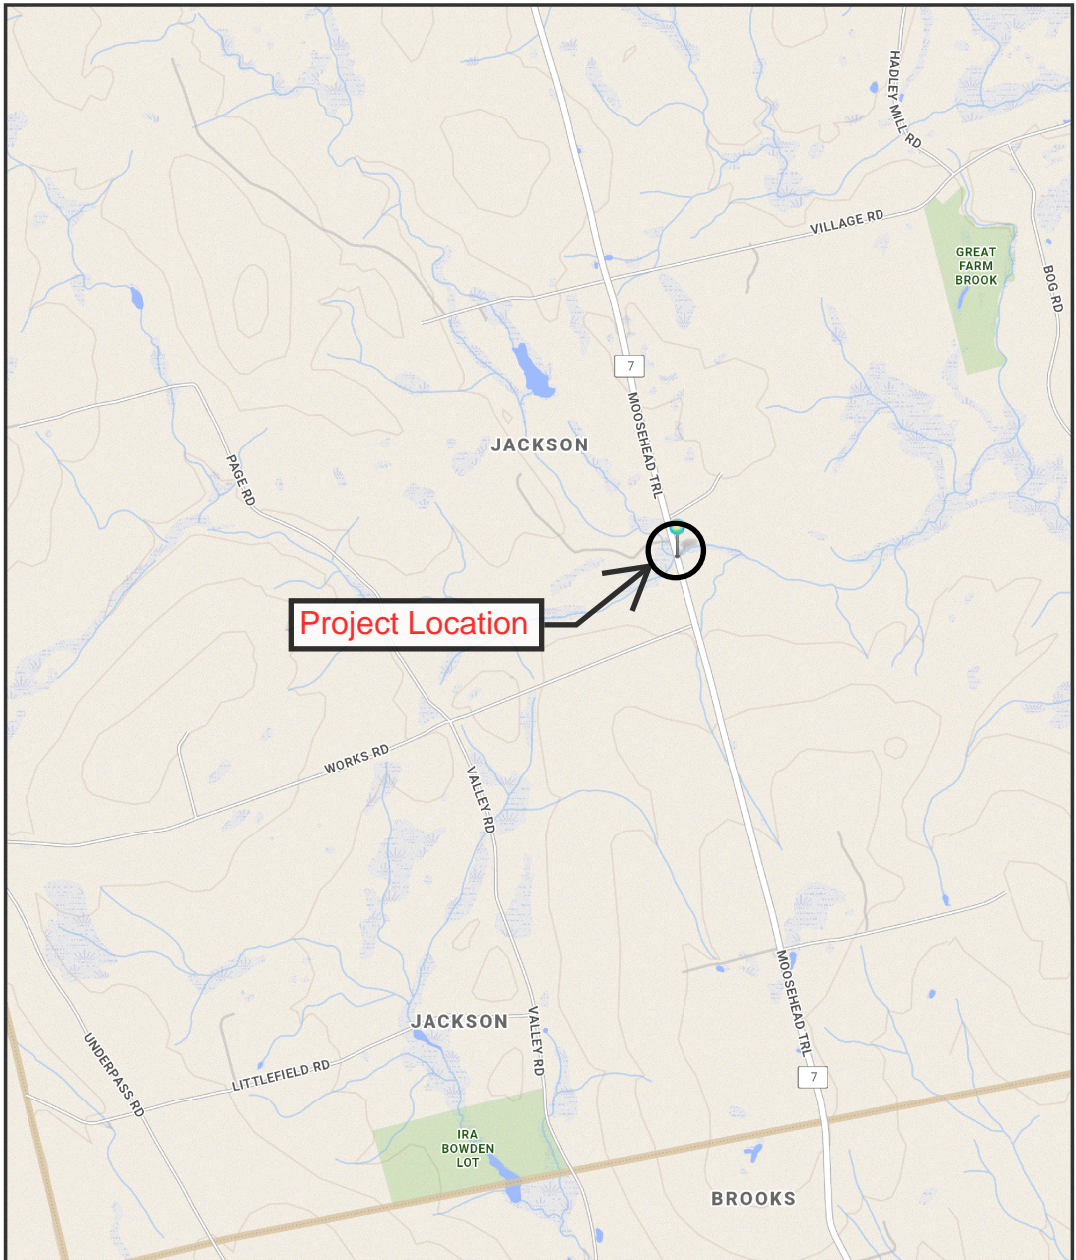 HADLEY MILL RD
VILLAGE RD
GREAT
FARM
BROOK
BOG RD
7
MOOSEHEAD TRL
JACKSON
PAGE RD
Project Location
WORKS RD
VALLEY RD
MOOSEHEAD TRL
JACKSON
VALLEY RD
UNDERPASS RD
LITTLEFIELD RD
7
IRA
BOWDEN
LOT
BROOKS